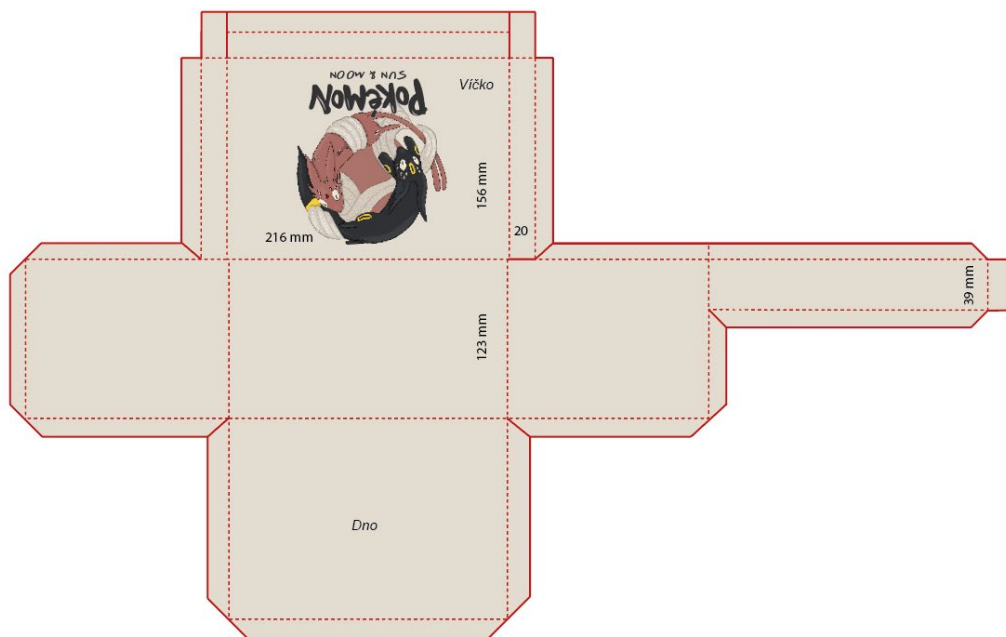 SUN & MOON
POKÉMON
Víčko
156 mm
216 mm
20
123 mm
39 mm
Dno